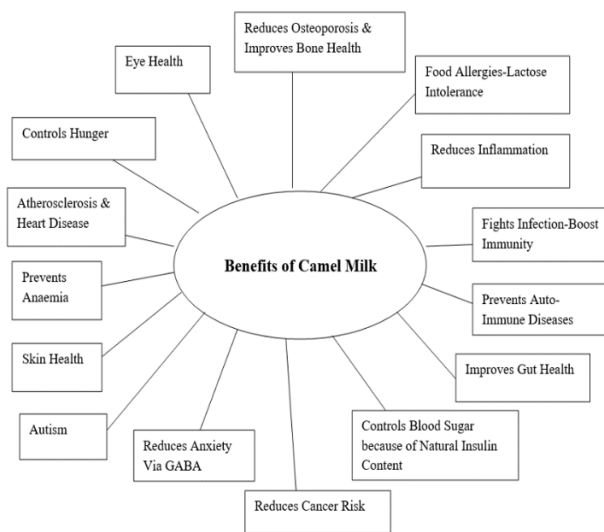 Reduces Osteoporosis &
Improves Bone Health
Eye Health
Food Allergies-Lactose
Intolerance
Controls Hunger
Reduces Inflammation
Atherosclerosis &
Heart Disease
Fights Infection-Boost
Immunity
Benefits of Camel Milk
Prevents
Anaemia
Prevents Auto-
Immune Diseases
Skin Health
Improves Gut Health
Autism
Reduces Anxiety
Via GABA
Controls Blood Sugar
because of Natural Insulin
Content
Reduces Cancer Risk